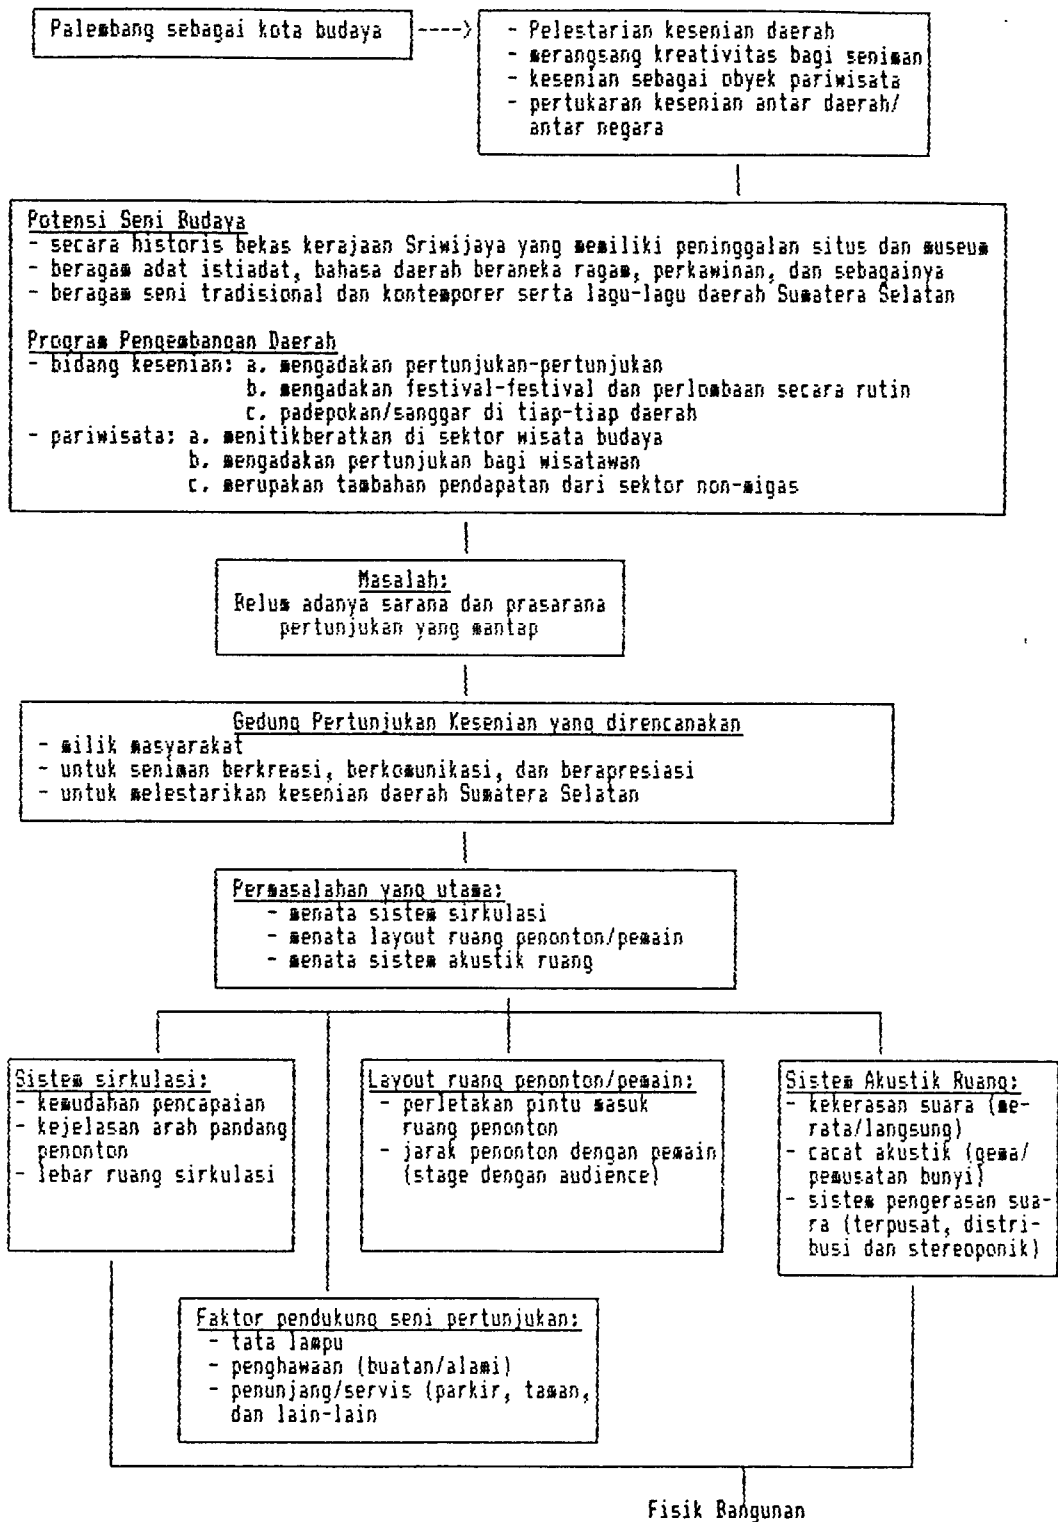 Palembang sebagai kota budaya ----> - Pelestarian kesenian daerah
- merangsang kreativitas bagi seniman
- kesenian sebagai obyek pariwisata
- pertukaran kesenian antar daerah/
antar negara
Potensi Seni Budaya
- secara historis bekas kerajaan Sriwijaya yang memiliki peninggalan situs dan museum
- beragam adat istiadat, bahasa daerah beraneka ragam, perkawinan, dan sebagainya
- beragam seni tradisional dan kontemporer serta lagu-lagu daerah Sumatera Selatan
Program Pengembangan Daerah
- bidang kesenian: a. mengadakan pertunjukan-pertunjukan
b. mengadakan festival-festival dan perlombaan secara rutin
c. padepokan/sanggar di tiap-tiap daerah
- pariwisata: a. menitikberatkan di sektor wisata budaya
b. mengadakan pertunjukan bagi wisatawan
c. merupakan tambahan pendapatan dari sektor non-migas
Masalah:
Belum adanya sarana dan prasarana
pertunjukan yang mantap
Gedung Pertunjukan Kesenian yang direncanakan
- milik masyarakat
- untuk seniman berkreasi, berkomunikasi, dan berapresiasi
- untuk melestarikan kesenian daerah Sumatera Selatan
Permasalahan yang utama:
- menata sistem sirkulasi
- menata layout ruang penonton/pemain
- menata sistem akustik ruang
Sistem sirkulasi:
- kemudahan pencapaian
- kejelasan arah pandang
penonton
- lebar ruang sirkulasi
Layout ruang penonton/pemain:
- perletakan pintu masuk
ruang penonton
- jarak penonton dengan pemain
(stage dengan audience)
Sistem Akustik Ruang:
- kekerasan suara (me-
rata/langsung)
- cacat akustik (gema/
pemusatan bunyi)
- sistem pengerasan sua-
ra (terpusat, distri-
busi dan stereoponik)
Faktor pendukung seni pertunjukan:
- tata lampu
- penghawaan (buatan/alami)
- penunjang/servis (parkir, taman,
dan lain-lain
Fisik Bangunan